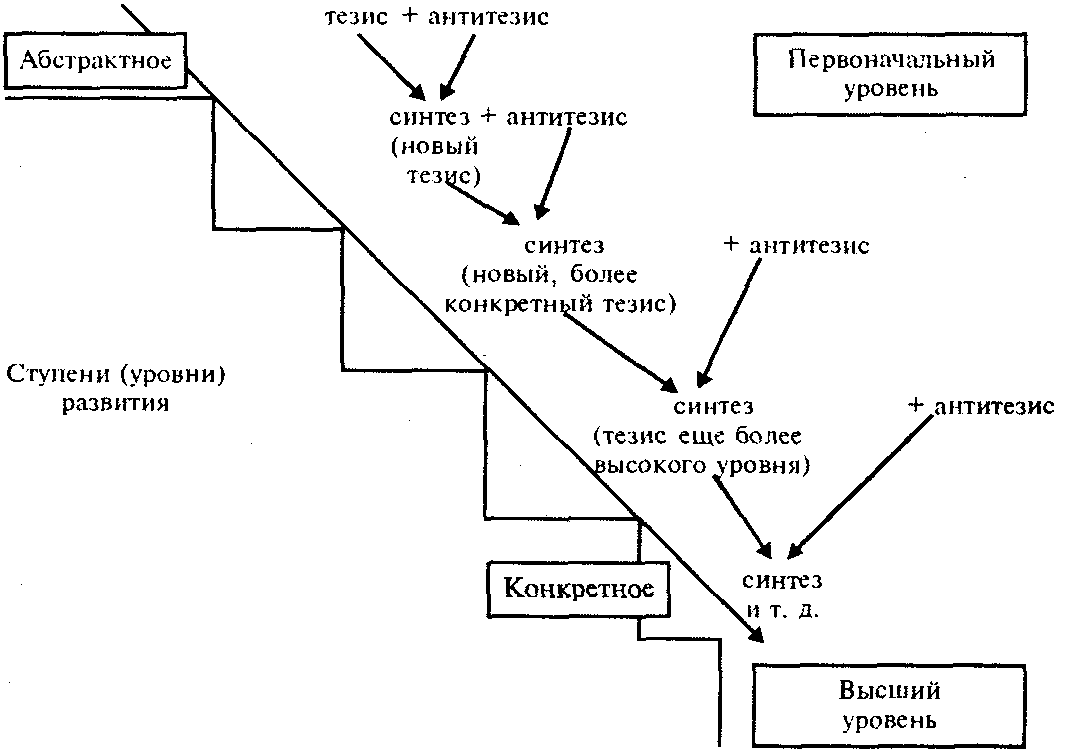 тезис + антитезис
Абстрактное
Первоначальный
уровень
синтез + антитезис
(новый
тезис)
синтез
+ антитезис
(новый, более
конкретный тезис)
Ступени (уровни)
развития
синтез
+ антитезис
(тезис еще более
высокого уровня)
Конкретное
синтез
и т. д.
Высший
уровень